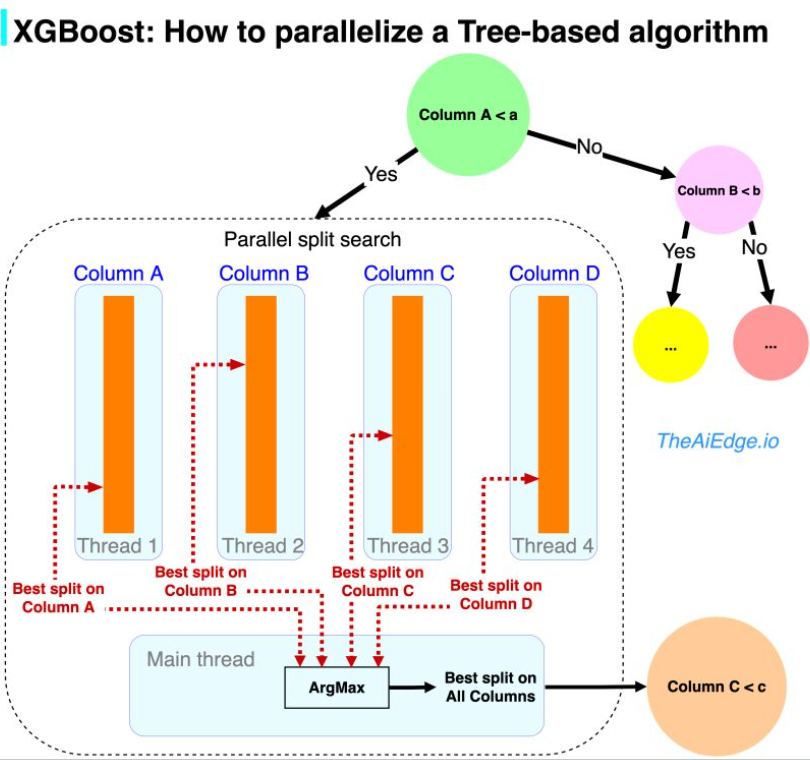 XGBoost: How to parallelize a Tree-based algorithm
Column A < a
Yes
No
Column B < b
Yes
No
...
...
Parallel split search
Column A
Column B
Column C
Column D
TheAiEdge.io
Thread 1
Thread 2
Thread 3
Thread 4
Best split on
Column A
Best split on
Column B
Best split on
Column C
Best split on
Column D
Main thread
ArgMax
Best split on
All Columns
Column C < c